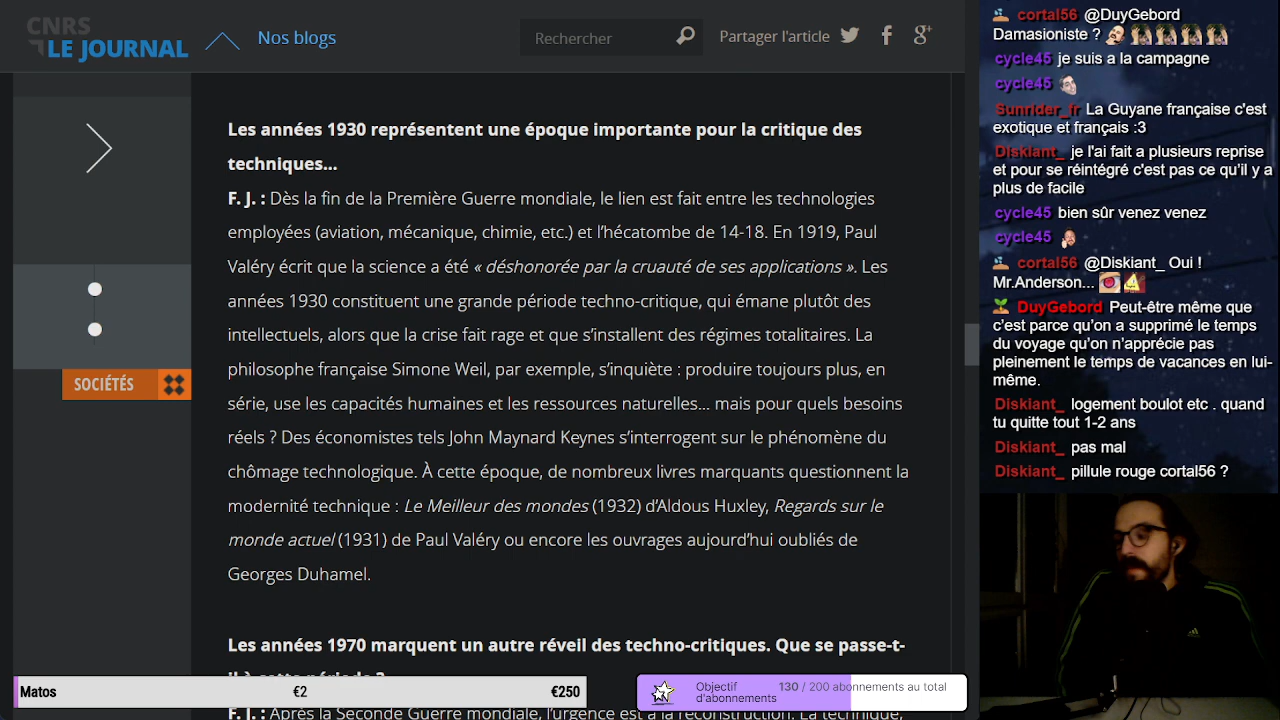 CNRS
LE JOURNAL
Nos blogs
Rechercher
Partager l'article
Les années 1930 représentent une époque importante pour la critique des
techniques...
F. J. : Dès la fin de la Première Guerre mondiale, le lien est fait entre les technologies
employées (aviation, mécanique, chimie, etc.) et l'hécatombe de 14-18. En 1919, Paul
Valéry écrit que la science a été « déshonorée par la cruauté de ses applications ». Les
années 1930 constituent une grande période techno-critique, qui émane plutôt des
intellectuels, alors que la crise fait rage et que s'installent des régimes totalitaires. La
philosophe française Simone Weil, par exemple, s'inquiète : produire toujours plus, en
série, use les capacités humaines et les ressources naturelles... mais pour quels besoins
réels ? Des économistes tels John Maynard Keynes s'interrogent sur le phénomène du
chômage technologique. À cette époque, de nombreux livres marquants questionnent la
modernité technique : Le Meilleur des mondes (1932) d'Aldous Huxley, Regards sur le
monde actuel (1931) de Paul Valéry ou encore les ouvrages aujourd'hui oubliés de
Georges Duhamel.
Les années 1970 marquent un autre réveil des techno-critiques. Que se passe-t-
il à cette période ?
F. J. : Après la Seconde Guerre mondiale, l'urgence est à la reconstruction. La technique,
SOCIÉTÉS
Matos
€2
€250
Objectif
d'abonnements
130 / 200 abonnements au total
cortal56 @DuyGebord
Damasioniste ?
cycle45 je suis a la campagne
cycle45
Sunrider_fr La Guyane française c'est
exotique et français :3
Diskiant_ je l'ai fait a plusieurs reprise
et pour se réintégré c'est pas ce qu'il y a
plus de facile
cycle45 bien sûr venez venez
cycle45
cortal56 @Diskiant_ Oui !
Mr.Anderson...
DuyGebord Peut-être même que
c'est parce qu'on a supprimé le temps
du voyage qu'on n'apprécie pas
pleinement le temps de vacances en lui-
même.
Diskiant_ logement boulot etc . quand
tu quitte tout 1-2 ans
Diskiant_ pas mal
Diskiant_ pillule rouge cortal56 ?